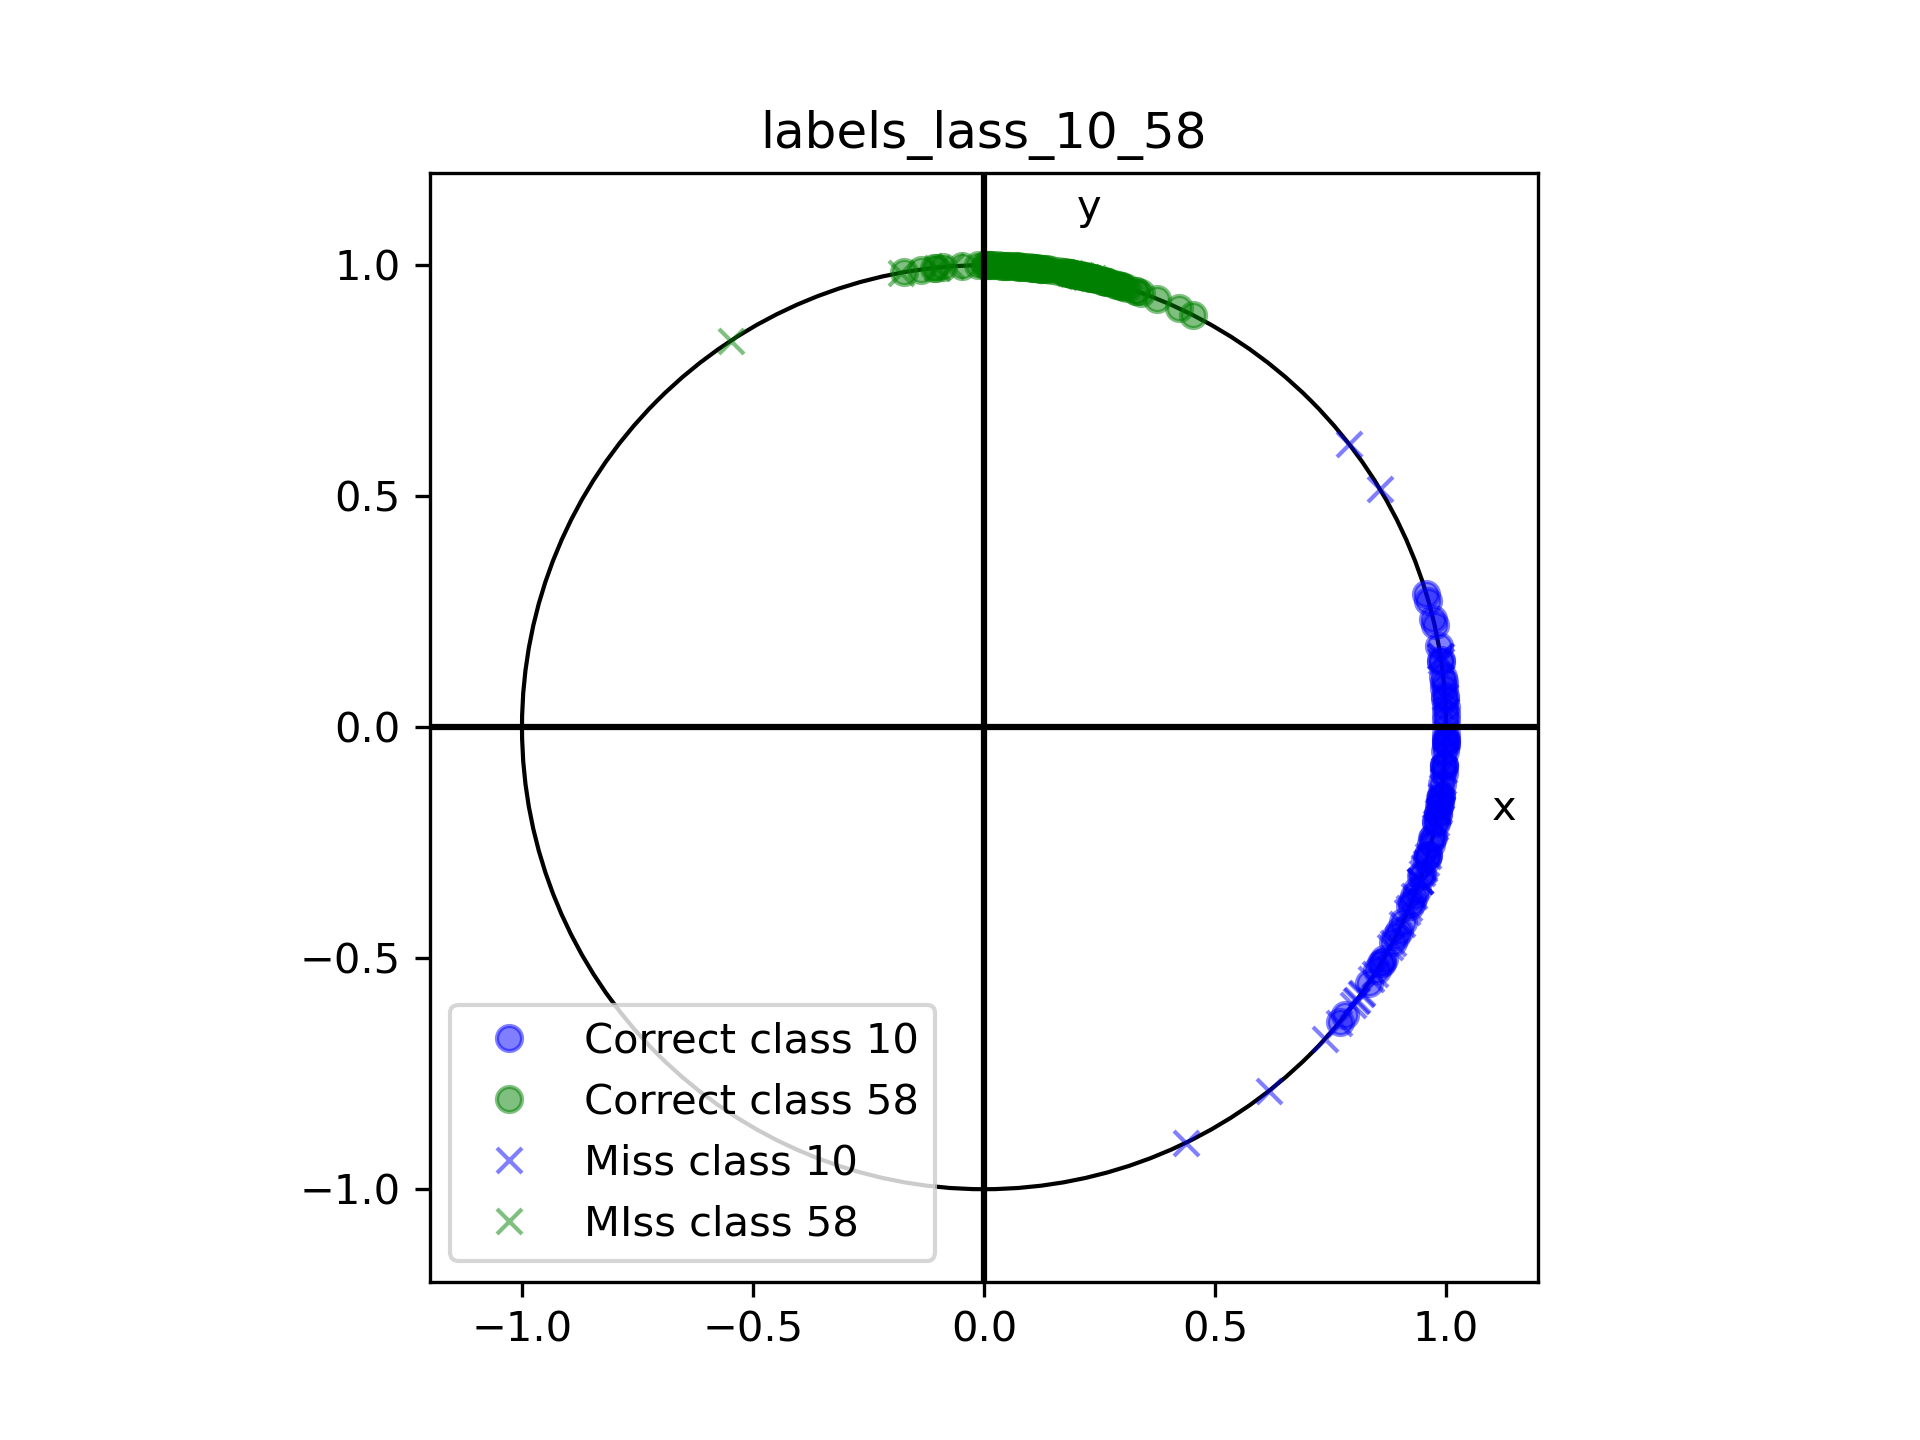 labels_lass_10_58
y
1.0
0.5
0.0
x
−0.5
−1.0
Correct class 10
Correct class 58
Miss class 10
MIss class 58
−1.0 −0.5 0.0 0.5 1.0